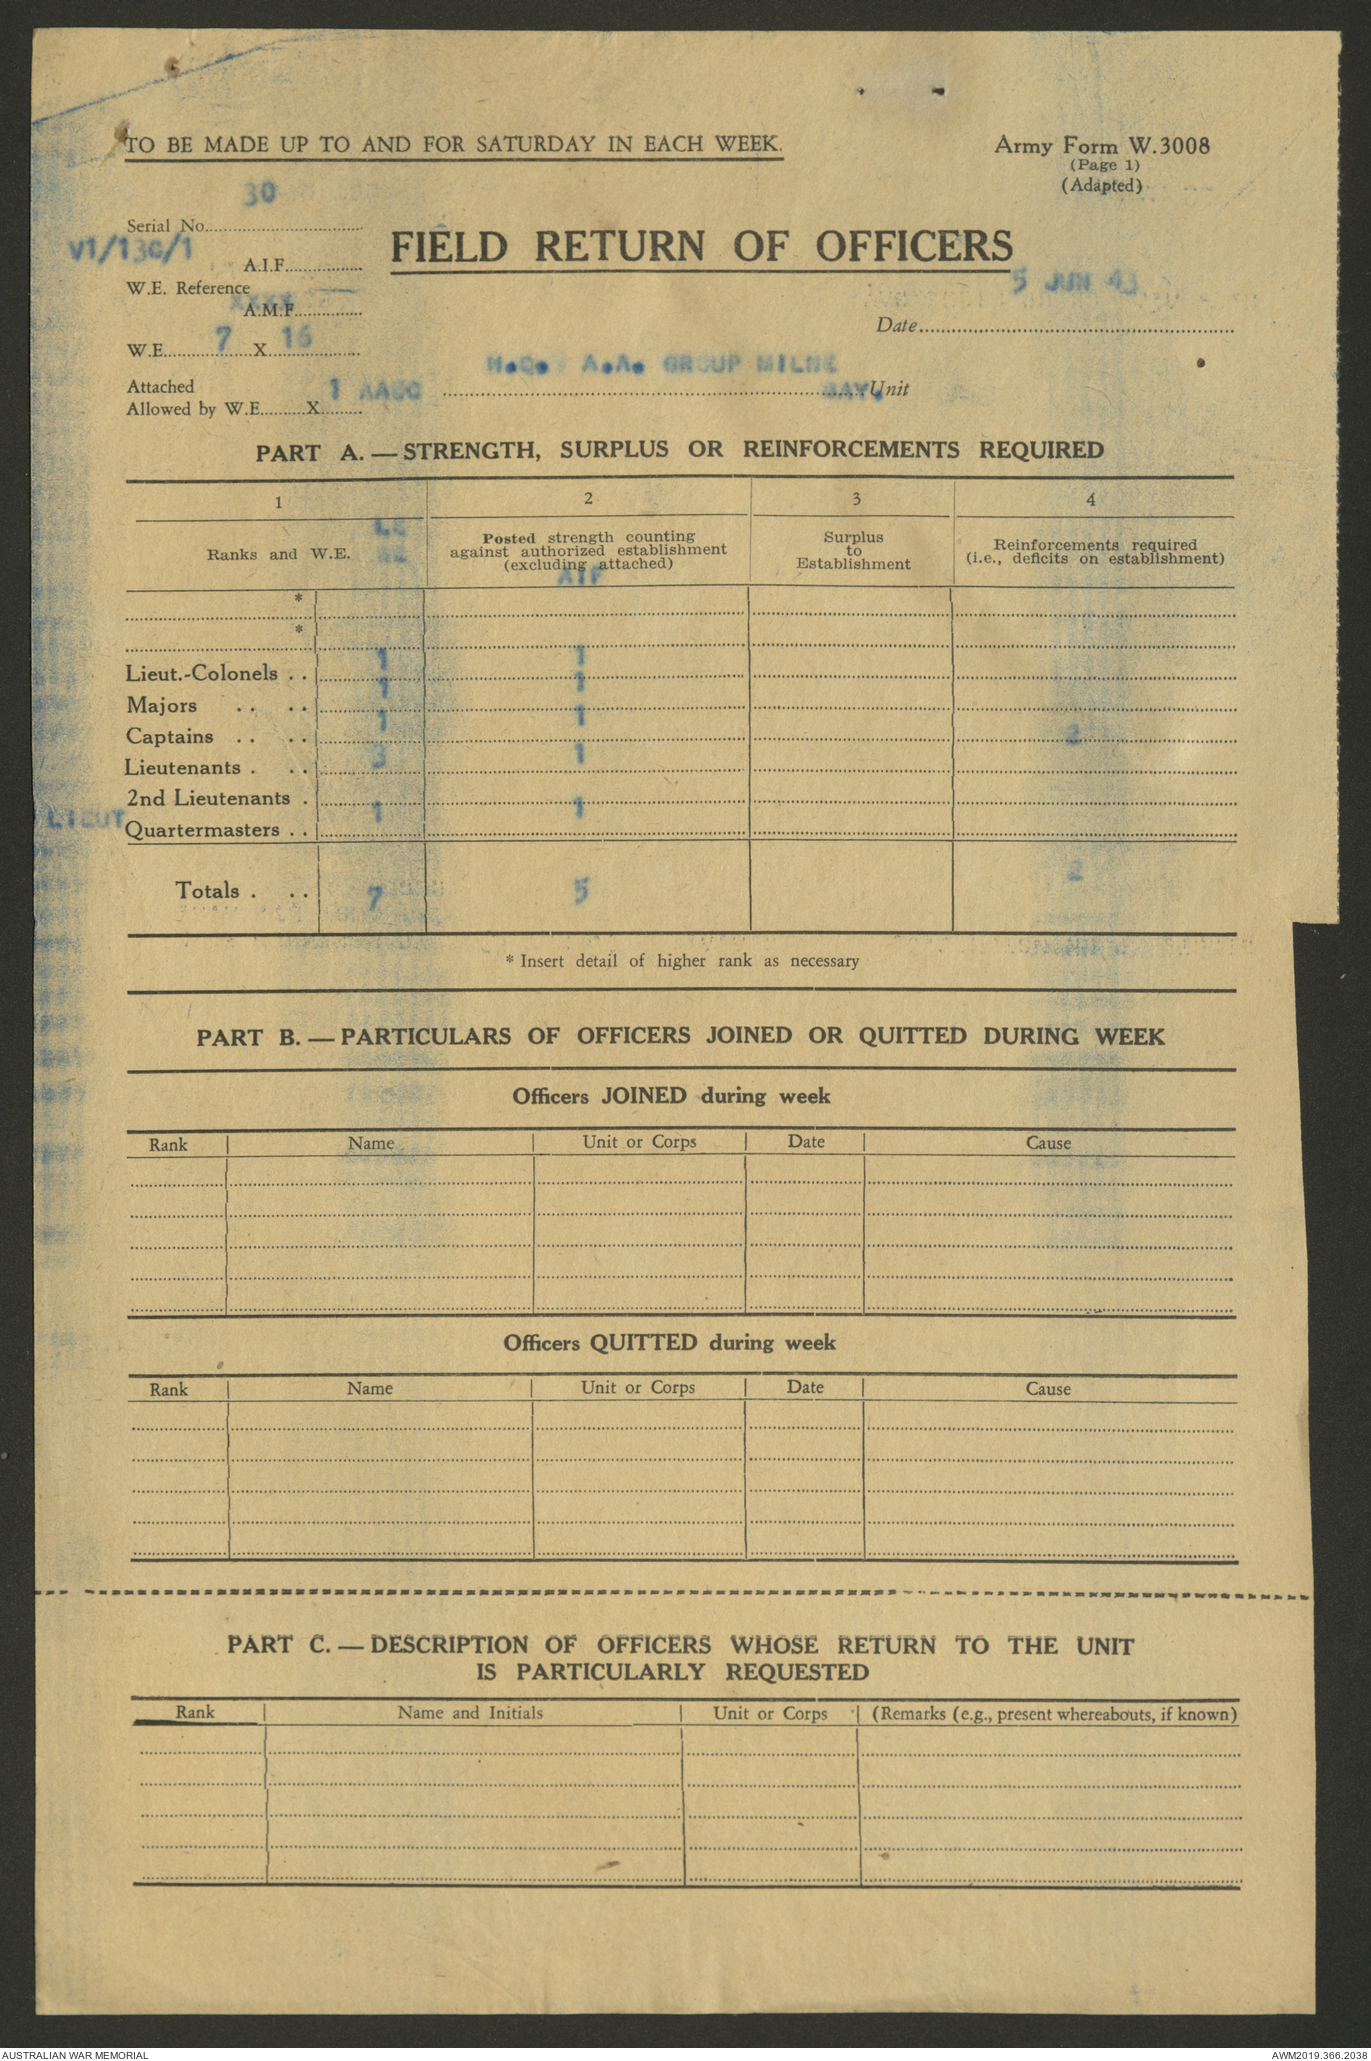 TO BE MADE UP TO AND FOR SATURDAY IN EACH WEEK.
Army Form W.3008
(Page 1)
(Adapted)
30
Serial No.
V1/13c/1
A.I.F.
FIELD RETURN OF OFFICERS
W.E. Reference
xxxx
A.M.F.
5 JUN 43
Date
W.E. 7 X 16
H.Q. A.A. GROUP MILNE
BAY. Unit
Attached 1 AASC
Allowed by W.E. X
PART A. — STRENGTH, SURPLUS OR REINFORCEMENTS REQUIRED
1 2 3 4
Ranks and W.E.
Posted strength counting
against authorized establishment
(excluding attached)
AIF
Surplus
to
Establishment
Reinforcements required
(i.e., deficits on establishment)
*
*
Lieut.-Colonels . . 1 1
Majors . . . . 1 1
Captains . . . . 1 1
Lieutenants . . . 3 1 2
2nd Lieutenants .
LIEUT Quartermasters . . 1 1
Totals . . . 7 5 2
* Insert detail of higher rank as necessary
PART B. — PARTICULARS OF OFFICERS JOINED OR QUITTED DURING WEEK
Officers JOINED during week
Rank Name Unit or Corps Date Cause
Officers QUITTED during week
Rank Name Unit or Corps Date Cause
PART C. — DESCRIPTION OF OFFICERS WHOSE RETURN TO THE UNIT
IS PARTICULARLY REQUESTED
Rank Name and Initials Unit or Corps (Remarks (e.g., present whereabouts, if known)
AUSTRALIAN WAR MEMORIAL
AWM2019.366.2038